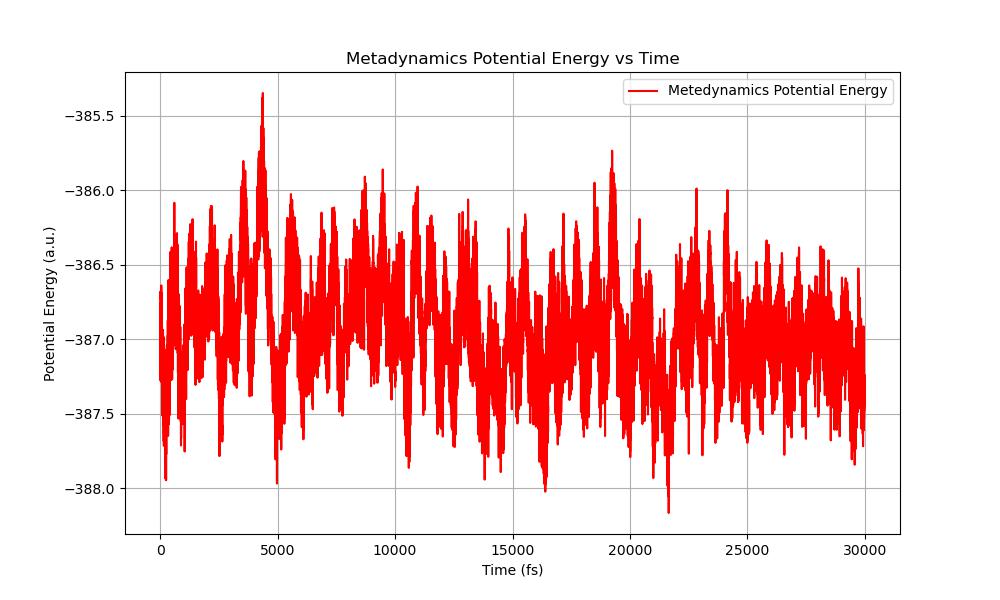 Metadynamics Potential Energy vs Time
Metedynamics Potential Energy
−385.5
−386.0
−386.5
−387.0
−387.5
−388.0
Potential Energy (a.u.)
0 5000 10000 15000 20000 25000 30000
Time (fs)